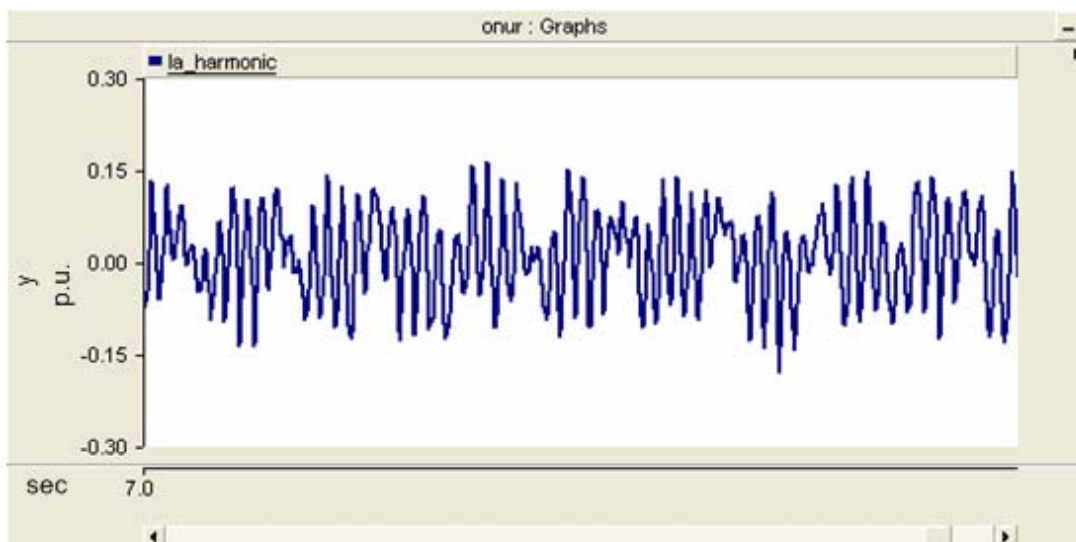 onur : Graphs
Ia_harmonic
0.30
0.15
0.00
-0.15
-0.30
y
p.u.
sec
7.0